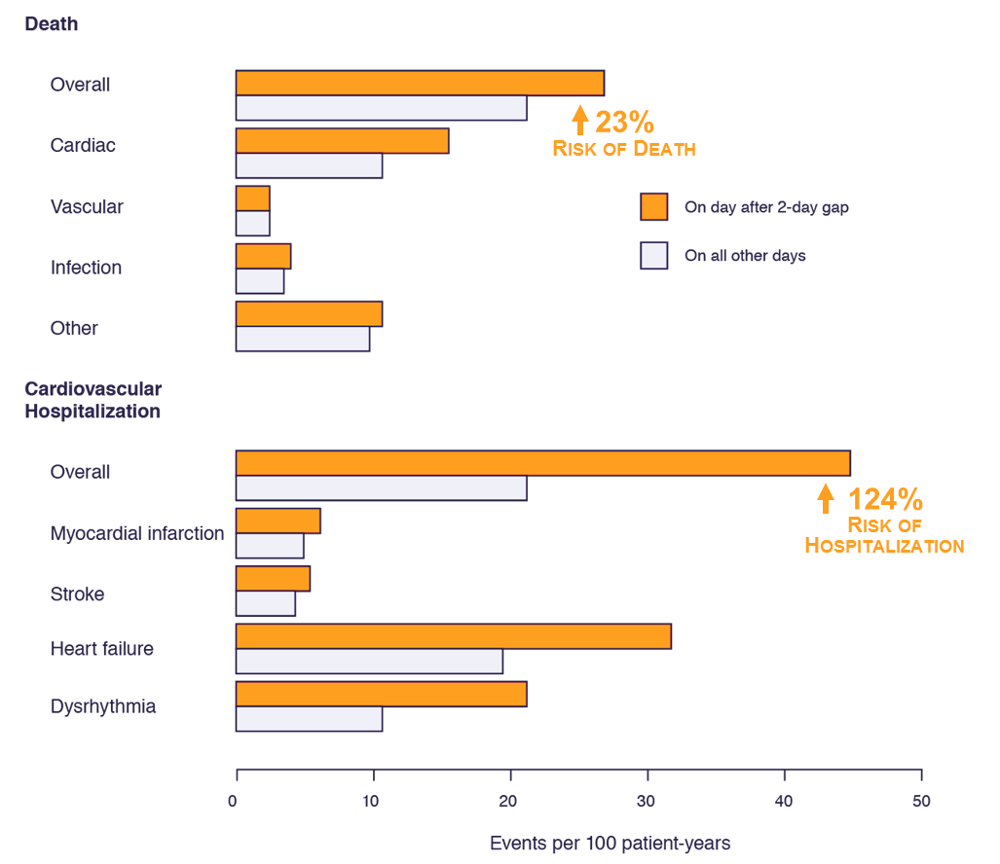 Death
Overall
23%
RISK OF DEATH
Cardiac
Vascular
On day after 2-day gap
On all other days
Infection
Other
Cardiovascular
Hospitalization
Overall
124%
RISK OF
HOSPITALIZATION
Myocardial infarction
Stroke
Heart failure
Dysrhythmia
0 10 20 30 40 50
Events per 100 patient-years